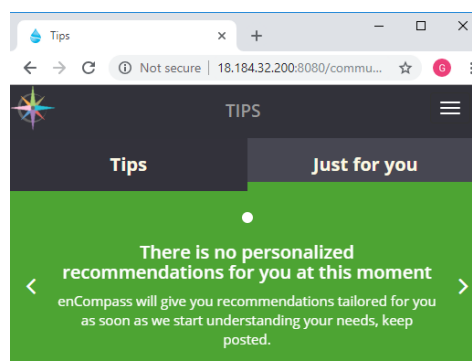 Tips
Not secure | 18.184.32.200:8080/commu...
G
TIPS
Tips
Just for you
There is no personalized
recommendations for you at this moment
enCompass will give you recommendations tailored for you
as soon as we start understanding your needs, keep
posted.